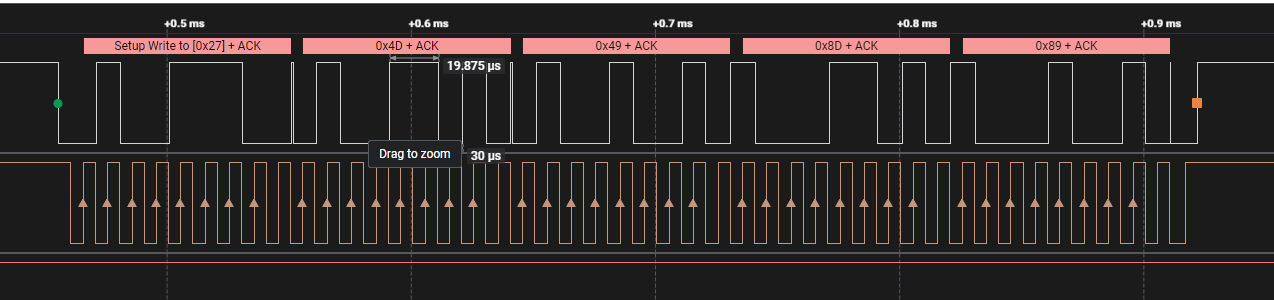 +0.5 ms +0.6 ms +0.7 ms +0.8 ms +0.9 ms
Setup Write to [0x27] + ACK 0x4D + ACK 0x49 + ACK 0x8D + ACK 0x89 + ACK
19.875 µs
Drag to zoom 30 µs